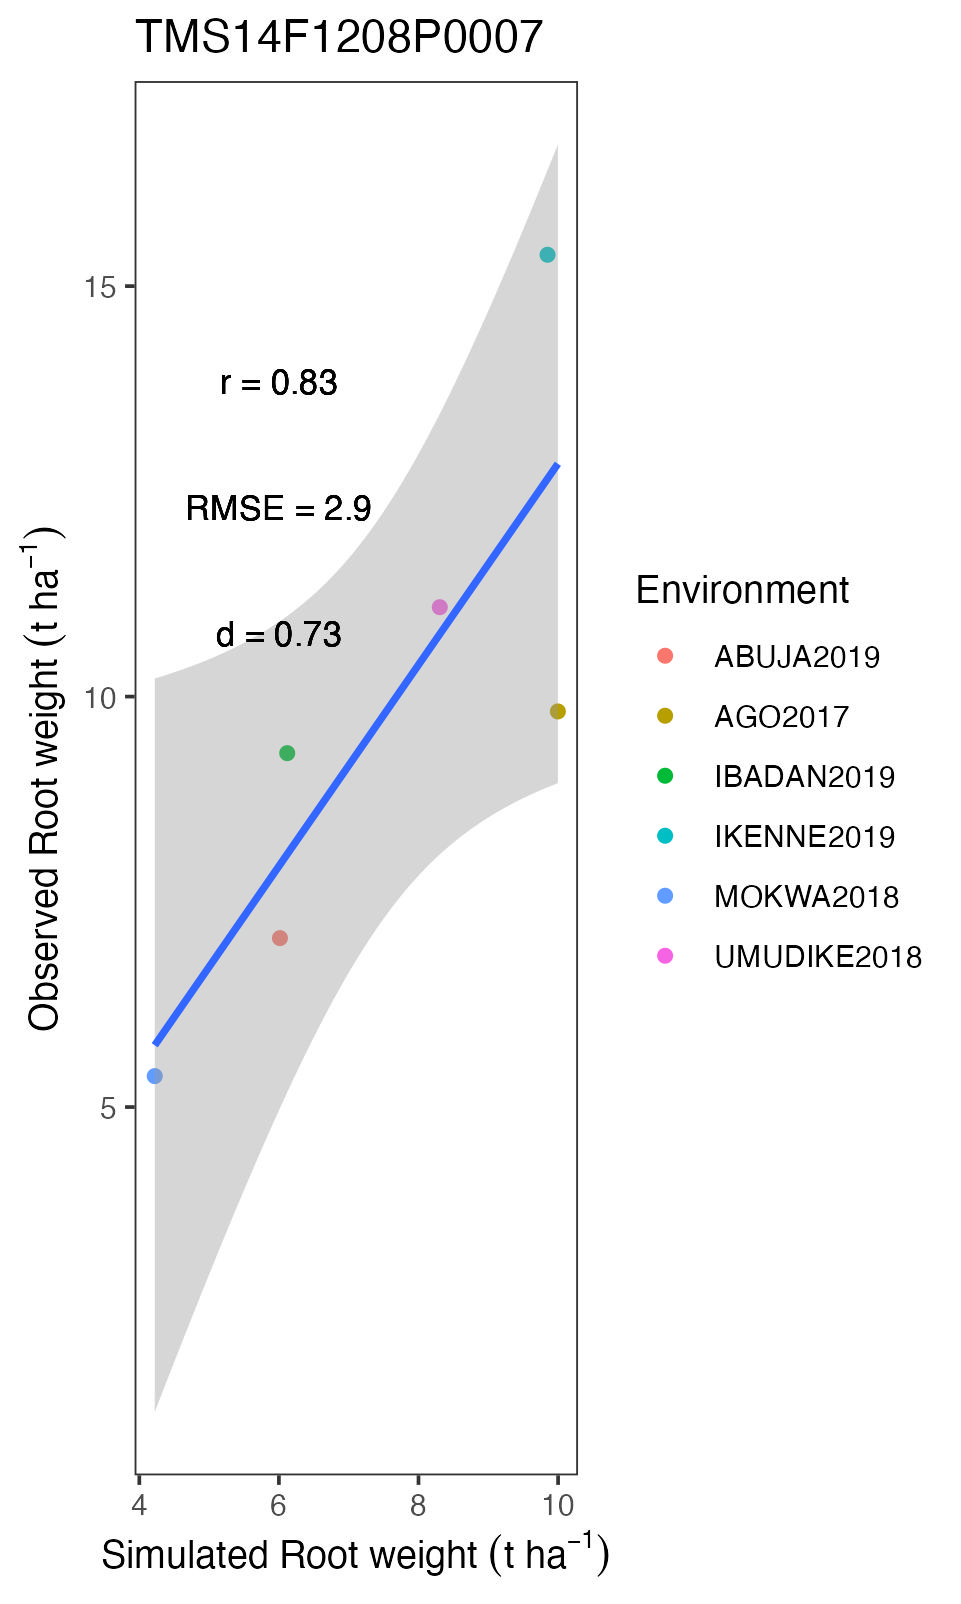 TMS14F1208P0007
15
10
5
r = 0.83
RMSE = 2.9
d = 0.73
Observed Root weight (t ha⁻¹)
4 6 8 10
Simulated Root weight (t ha⁻¹)
Environment
ABUJA2019
AGO2017
IBADAN2019
IKENNE2019
MOKWA2018
UMUDIKE2018